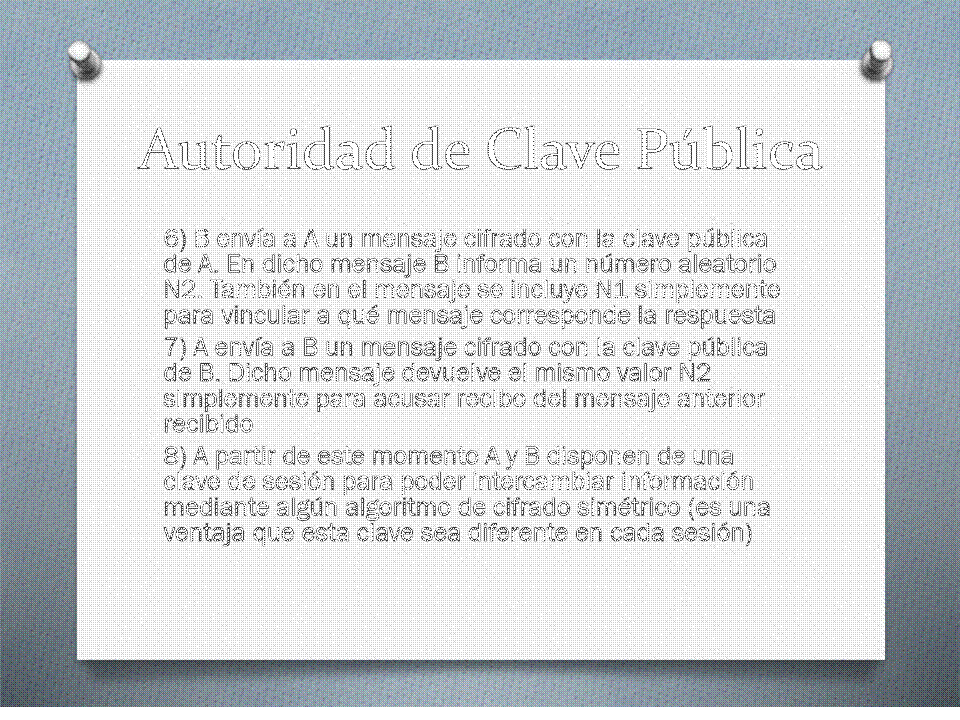 Autoridad de Clave Pública
6) B envía a A un mensaje cifrado con la clave pública
de A. En dicho mensaje B informa un número aleatorio
N2. También en el mensaje se incluye N1 simplemente
para vincular a qué mensaje corresponde la respuesta
7) A envía a B un mensaje cifrado con la clave pública
de B. Dicho mensaje devuelve el mismo valor N2
simplemente para acusar recibo del mensaje anterior
recibido
8) A partir de este momento A y B disponen de una
clave de sesión para poder intercambiar información
mediante algún algoritmo de cifrado simétrico (es una
ventaja que esta clave sea diferente en cada sesión)